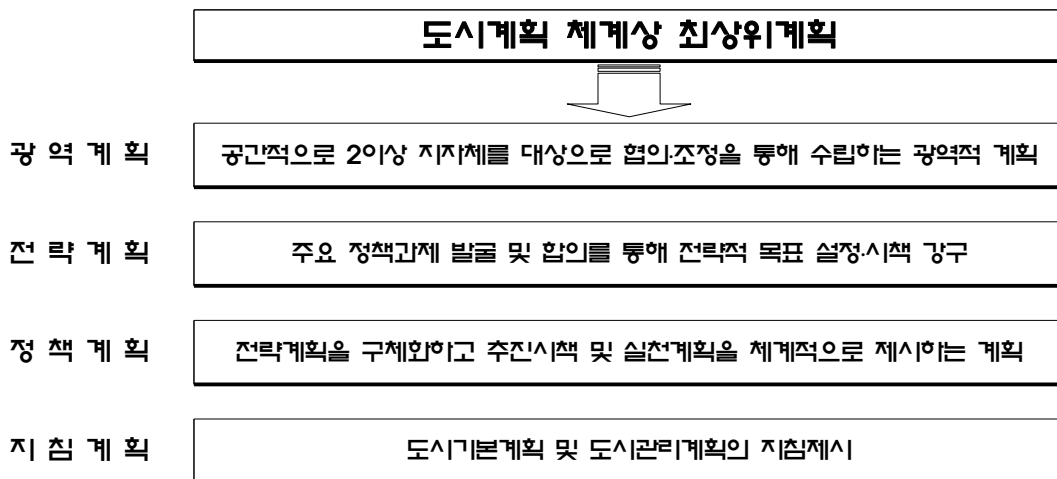 도시계획 체계상 최상위계획
광 역 계 획
공간적으로 2이상 지자체를 대상으로 협의·조정을 통해 수립하는 광역적 계획
전 략 계 획
주요 정책과제 발굴 및 합의를 통해 전략적 목표 설정·시책 강구
정 책 계 획
전략계획을 구체화하고 추진시책 및 실천계획을 체계적으로 제시하는 계획
지 침 계 획
도시기본계획 및 도시관리계획의 지침제시